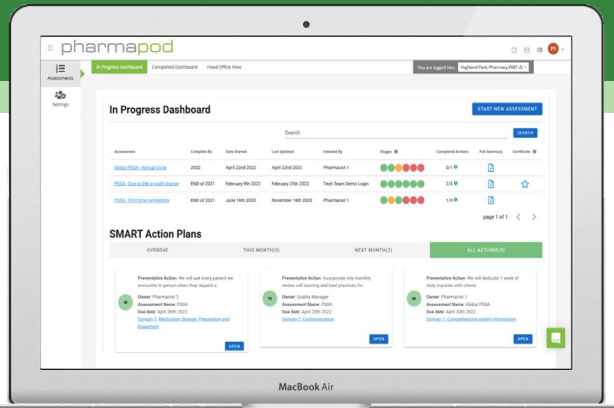 pharmapod
In Progress Dashboard Completed Dashboard Head Office View You are logged into: Highland Park, Pharmacy (NB1-2)
Assessments
Settings
In Progress Dashboard
START NEW ASSESSMENT
Search SEARCH
Assessment Complete By Date Started Last Updated Initiated By Stages Completed Actions Full Summary Certificate
Global PSSA - Annual Cycle 2022 April 22nd 2022 April 22nd 2022 Pharmacist 1 0/1
PSSA - Due to DM or staff change END of 2021 February 9th 2022 February 25th 2022 Tech Team Demo Login 2/3
PSSA - First time completing END of 2021 June 16th 2020 November 18th 2020 Pharmacist 1 1/4
page 1 of 1
SMART Action Plans
OVERDUE THIS MONTH(3) NEXT MONTH(2) ALL ACTIONS(5)
Preventative Action: We will ask every patient we
encounter in person when they request a
Owner: Pharmacist 2
Assessment Name: PSSA
Due date: April 26th 2022
Domain 3: Medication Storage, Preparation and
Equipment
OPEN
Preventative Action: Incorporate into monthly
review call learning and best practices for
Owner: Quality Manager
Assessment Name: PSSA
Due date: April 29th 2022
Domain 2: Communication
OPEN
Preventative Action: We will dedicate 1 week of
daily inquiries with clients.
Owner: Pharmacist 1
Assessment Name: Global PSSA
Due date: April 30th 2022
Domain 1: Comprehensive patient information
OPEN
MacBook Air